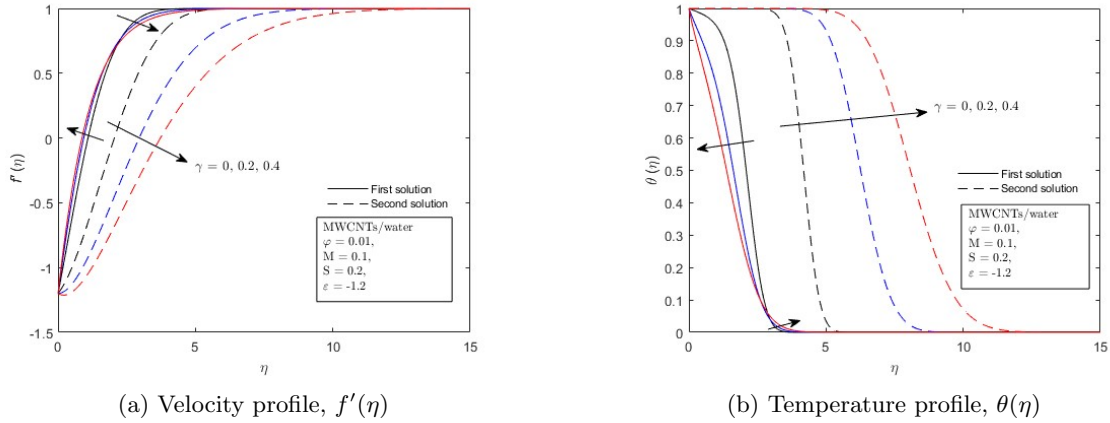 1
0.5
0
-0.5
-1
-1.5
0
5
10
15
f'(η)
η
γ = 0, 0.2, 0.4
First solution
Second solution
MWCNTs/water
φ = 0.01,
M = 0.1,
S = 0.2,
ε = -1.2
(a) Velocity profile, f′(η)
1
0.9
0.8
0.7
0.6
0.5
0.4
0.3
0.2
0.1
0
0
5
10
15
θ (η)
η
γ = 0, 0.2, 0.4
First solution
Second solution
MWCNTs/water
φ = 0.01,
M = 0.1,
S = 0.2,
ε = -1.2
(b) Temperature profile, θ(η)